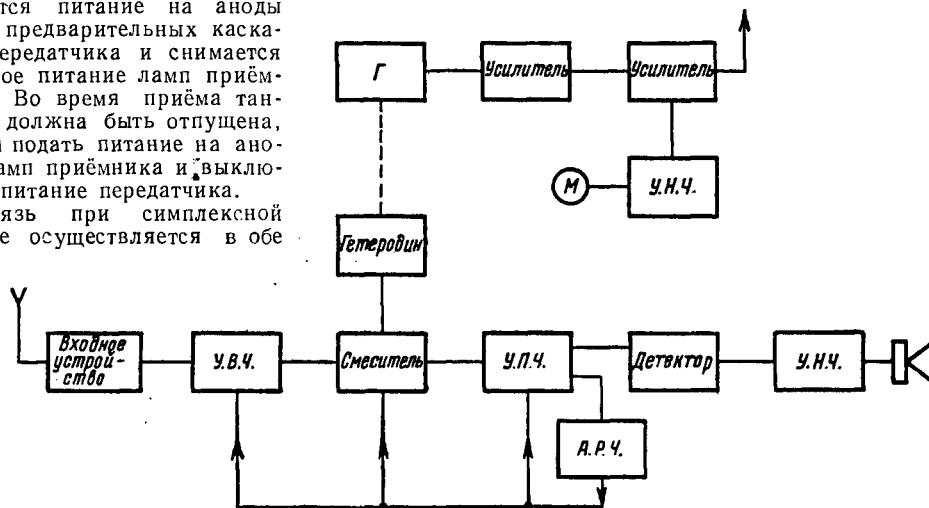 тся питание на аноды
предварительных каска-
ередатчика и снимается
ое питание ламп приём-
Во время приёма тан-
должна быть отпущена,
подать питание на ано-
амп приёмника и выклю-
питание передатчика.
язь при симплексной
е осуществляется в обе
Г
Усилитель
Усилитель
М
У.Н.Ч.
Гетеродин
Входное
устрой-
ство
У.В.Ч.
Смеситель
У.П.Ч.
Детектор
У.Н.Ч.
А.Р.Ч.